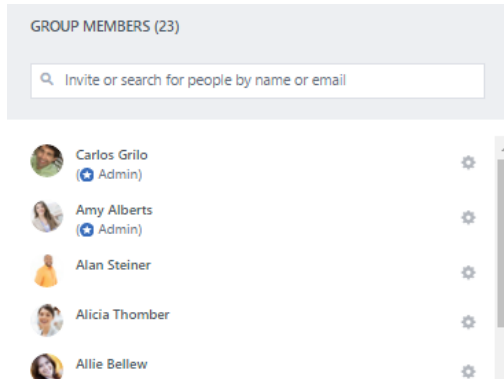 GROUP MEMBERS (23)
Invite or search for people by name or email
Carlos Grilo
( Admin)
Amy Alberts
( Admin)
Alan Steiner
Alicia Thomber
Allie Bellew